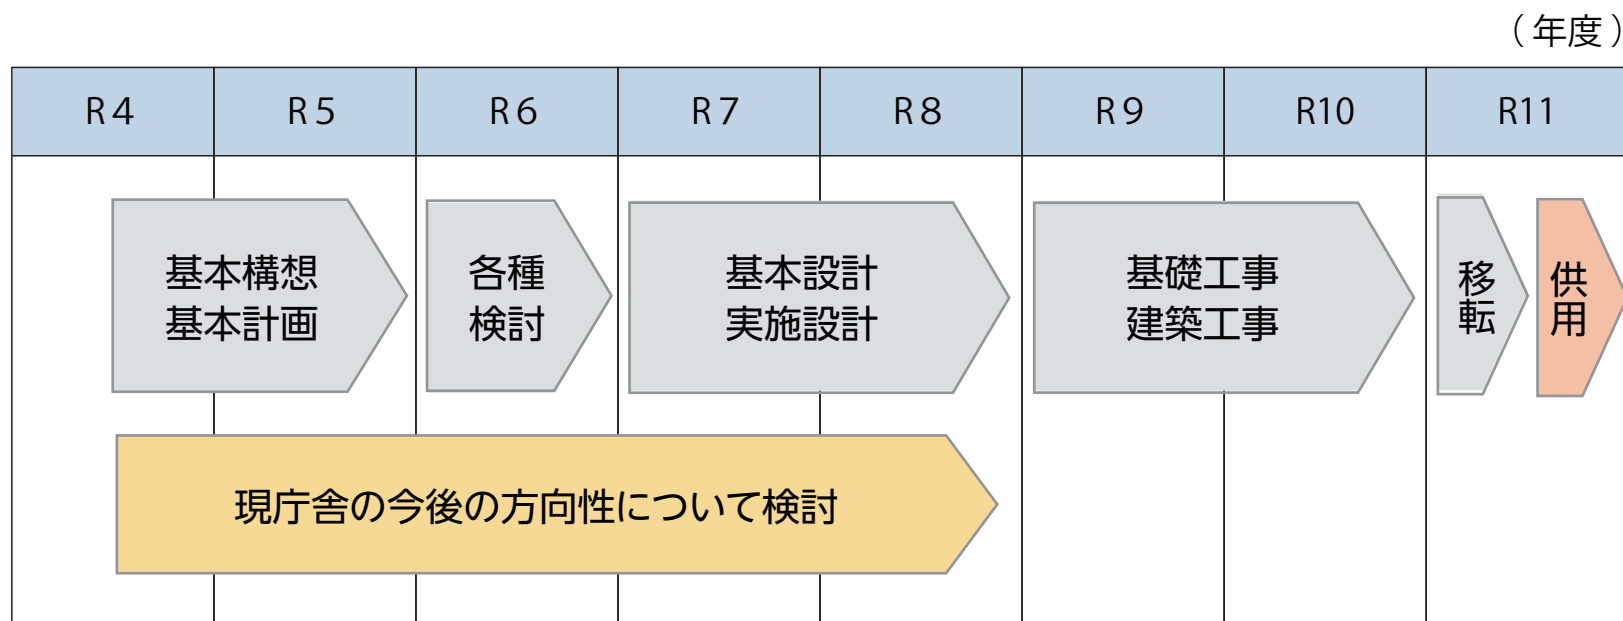 （年度）
R4 R5 R6 R7 R8 R9 R10 R11
基本構想
基本計画
各種
検討
基本設計
実施設計
基礎工事
建築工事
移転
供用
現庁舎の今後の方向性について検討